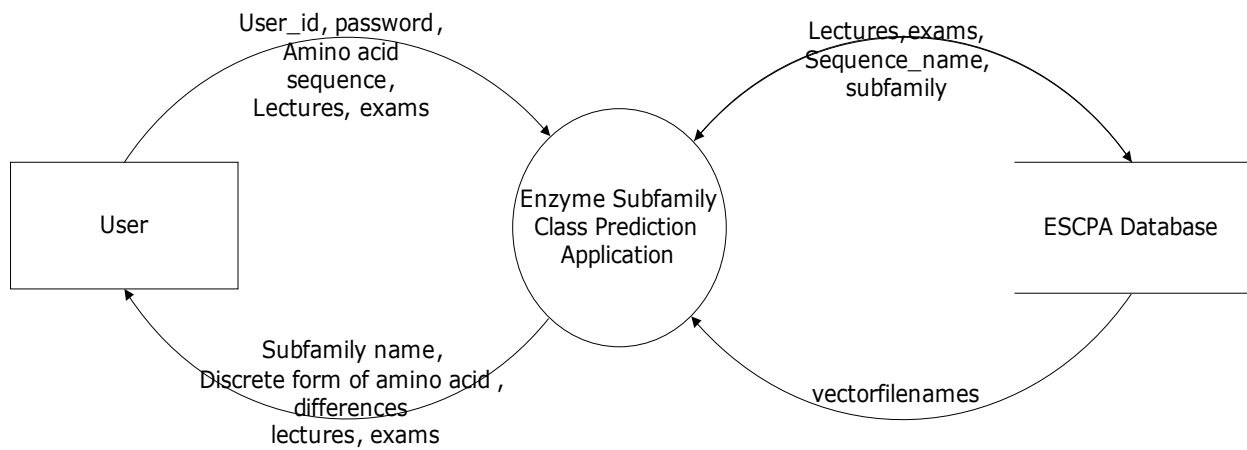 User_id, password,
Amino acid
sequence,
Lectures, exams
Lectures,exams,
Sequence_name,
subfamily
User
Enzyme Subfamily
Class Prediction
Application
ESCPA Database
Subfamily name,
Discrete form of amino acid ,
differences
lectures, exams
vectorfilenames